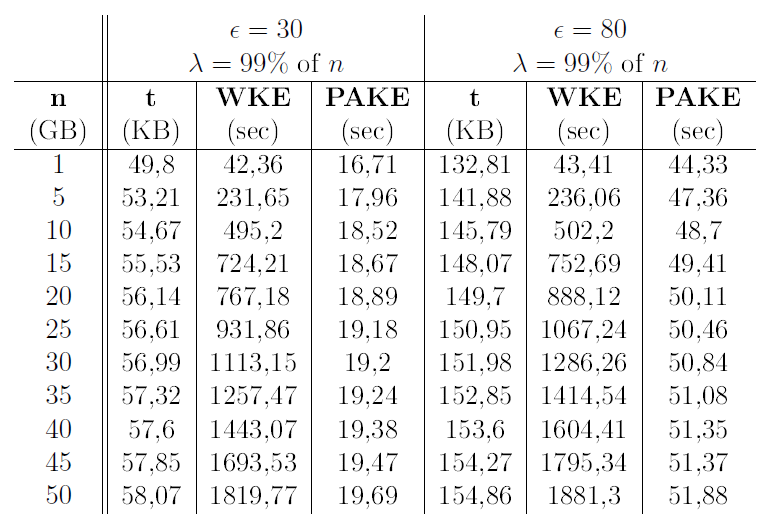 ϵ = 30 ϵ = 80
λ = 99% of n λ = 99% of n
n t WKE PAKE t WKE PAKE
(GB) (KB) (sec) (sec) (KB) (sec) (sec)
1 49,8 42,36 16,71 132,81 43,41 44,33
5 53,21 231,65 17,96 141,88 236,06 47,36
10 54,67 495,2 18,52 145,79 502,2 48,7
15 55,53 724,21 18,67 148,07 752,69 49,41
20 56,14 767,18 18,89 149,7 888,12 50,11
25 56,61 931,86 19,18 150,95 1067,24 50,46
30 56,99 1113,15 19,2 151,98 1286,26 50,84
35 57,32 1257,47 19,24 152,85 1414,54 51,08
40 57,6 1443,07 19,38 153,6 1604,41 51,35
45 57,85 1693,53 19,47 154,27 1795,34 51,37
50 58,07 1819,77 19,69 154,86 1881,3 51,88